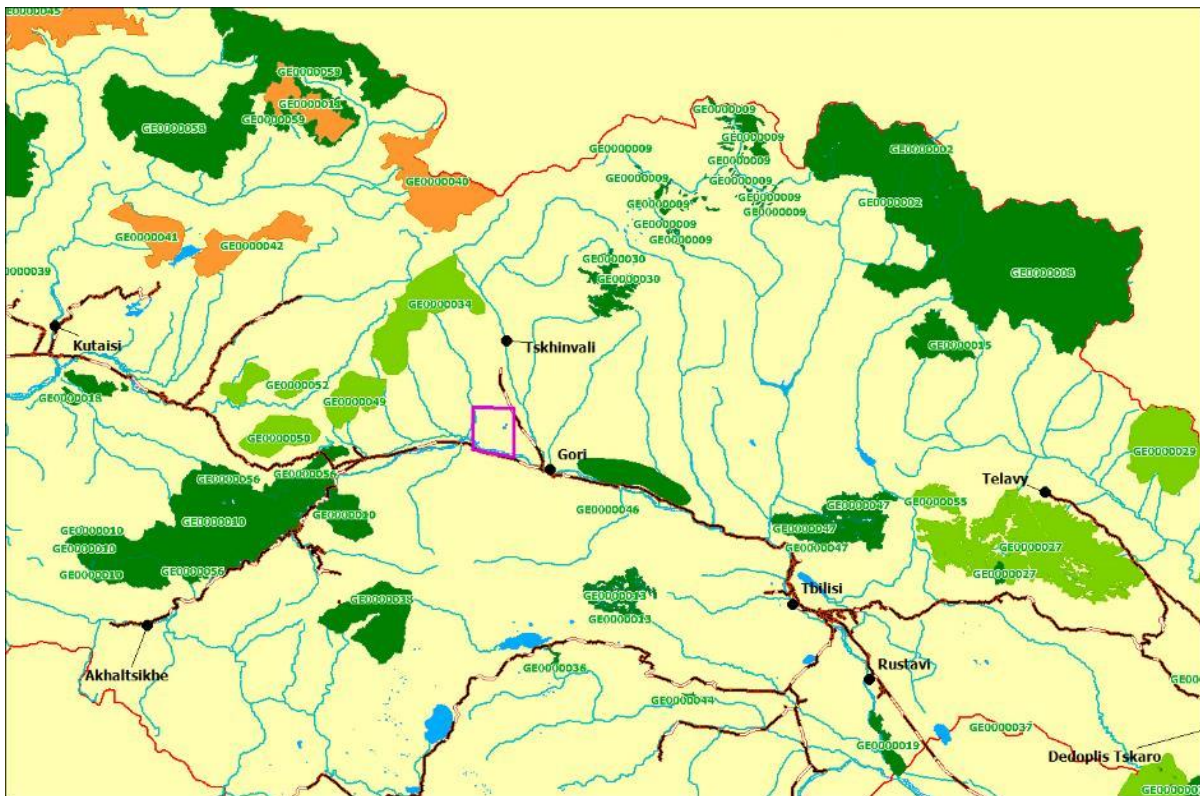 GE0000045
GE0000059
GE0000011
GE0000059
GE0000058
GE0000009
GE0000009
GE0000009
GE0000009
GE0000009
GE0000009
GE0000009
GE0000009
GE0000009
GE0000009
GE0000002
GE0000002
GE0000040
GE0000041
GE0000042
GE0000039
GE0000030
GE0000030
GE0000008
GE0000034
Kutaisi
Tskhinvali
GE0000015
GE0000018
GE0000052
GE0000049
GE0000050
GE0000056
GE0000056
Gori
GE0000046
GE0000029
Telavy
GE0000055
GE0000047
GE0000047
GE0000047
GE0000027
GE0000027
GE0000010
GE0000010
GE0000010
GE0000010
GE0000010
GE0000056
GE0000038
GE0000013
GE0000013
Tbilisi
Akhaltsikhe
GE0000036
GE0000044
Rustavi
GE0000037
GE0000019
Dedoplis Tskaro